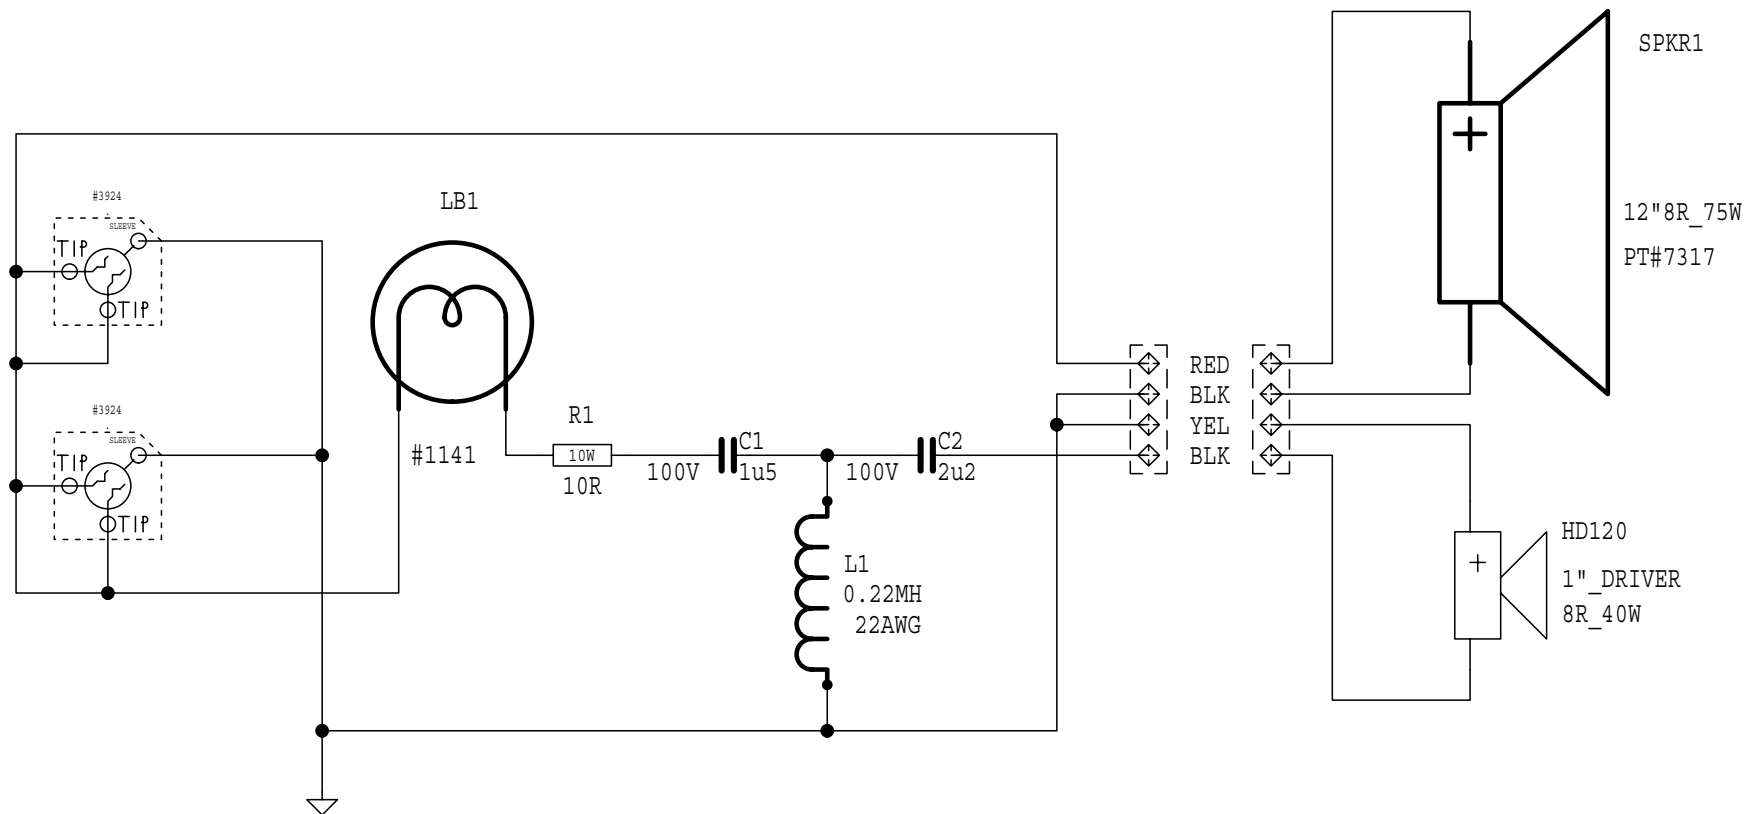 SPKR1
12"8R_75W
PT#7317
#3924
SLEEVE
TIP
TIP
LB1
#1141
#3924
SLEEVE
TIP
TIP
R1
10W
10R
100V
C1
1u5
100V
C2
2u2
L1
0.22MH
22AWG
RED
BLK
YEL
BLK
+
HD120
+
1"_DRIVER
8R_40W